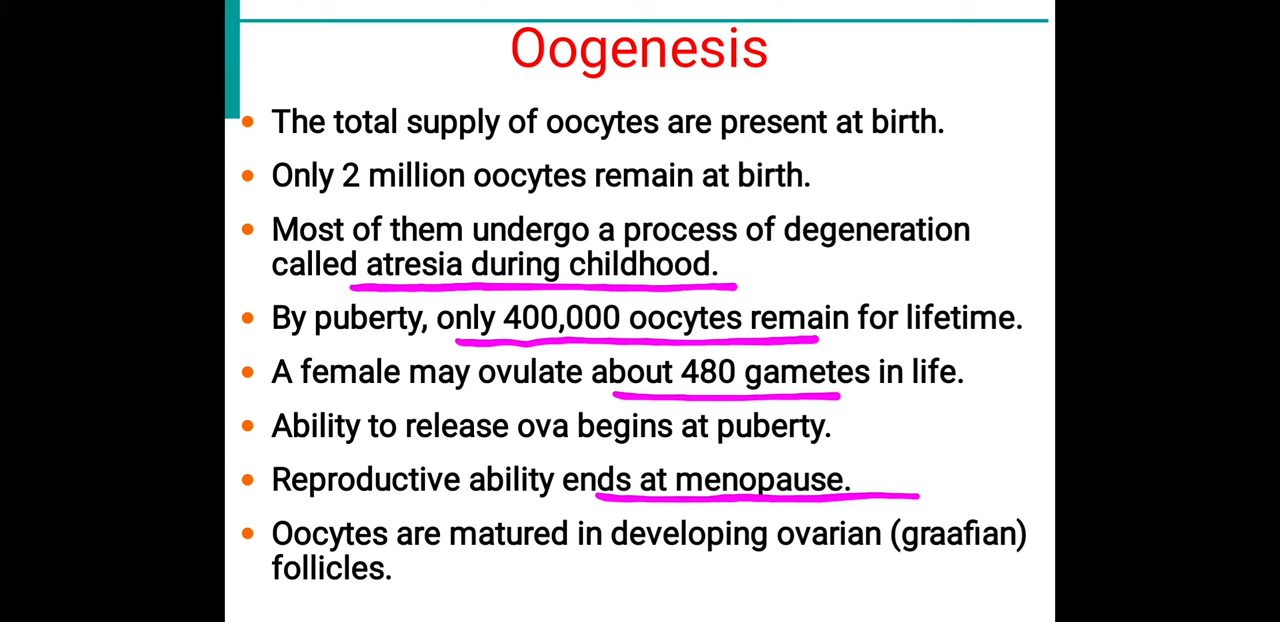 Oogenesis
• The total supply of oocytes are present at birth.
• Only 2 million oocytes remain at birth.
• Most of them undergo a process of degeneration
called atresia during childhood.
• By puberty, only 400,000 oocytes remain for lifetime.
• A female may ovulate about 480 gametes in life.
• Ability to release ova begins at puberty.
• Reproductive ability ends at menopause.
• Oocytes are matured in developing ovarian (graafian)
follicles.